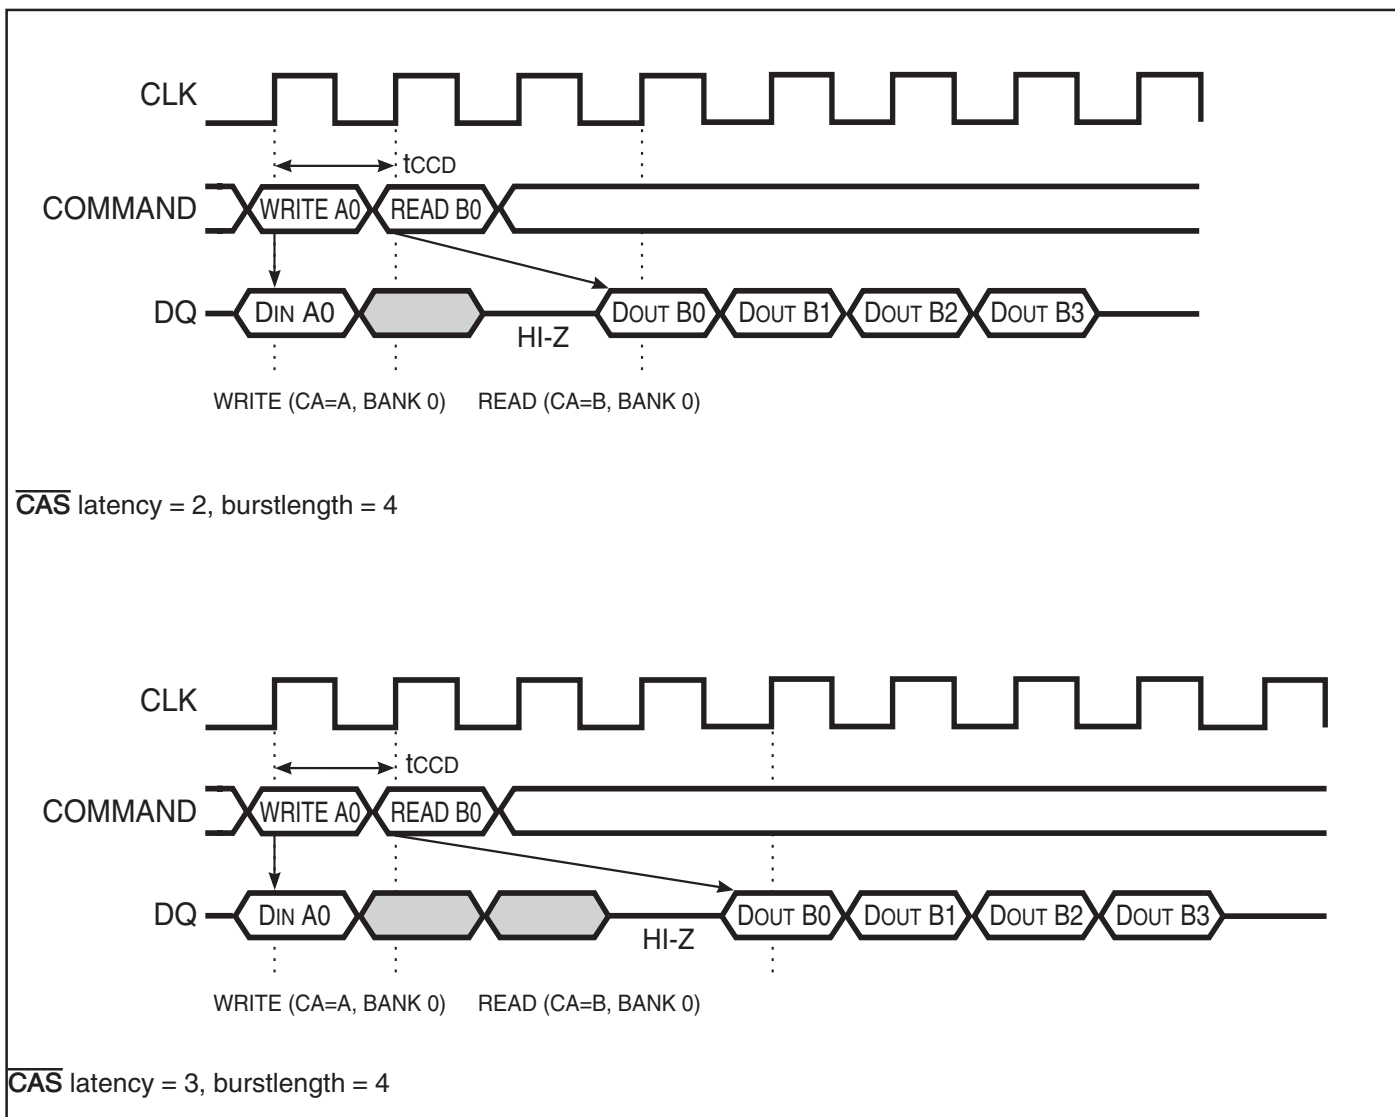 CLK
tCCD
COMMAND WRITE A0 READ B0
DQ DIN A0 DOUT B0 DOUT B1 DOUT B2 DOUT B3
HI-Z
WRITE (CA=A, BANK 0) READ (CA=B, BANK 0)
CAS latency = 2, burstlength = 4
CLK
tCCD
COMMAND WRITE A0 READ B0
DQ DIN A0 DOUT B0 DOUT B1 DOUT B2 DOUT B3
HI-Z
WRITE (CA=A, BANK 0) READ (CA=B, BANK 0)
CAS latency = 3, burstlength = 4